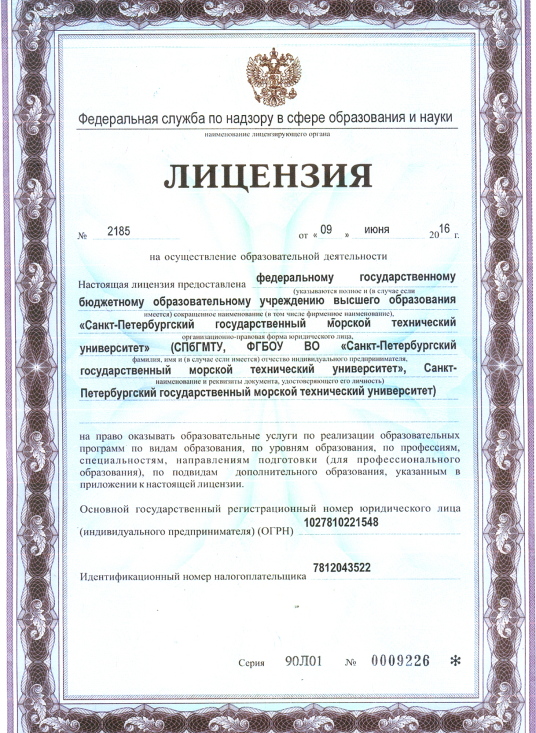 Федеральная служба по надзору в сфере образования и науки
наименование лицензирующего органа
ЛИЦЕНЗИЯ
№ 2185 от « 09 » июня 2016 г.
на осуществление образовательной деятельности
Настоящая лицензия предоставлена федеральному государственному
(указываются полное и (в случае если
бюджетному образовательному учреждению высшего образования
имеется) сокращенное наименование (в том числе фирменное наименование),
«Санкт-Петербургский государственный морской технический
организационно-правовая форма юридического лица,
университет» (СПбГМТУ, ФГБОУ ВО «Санкт-Петербургский
фамилия, имя и (в случае если имеется) отчество индивидуального предпринимателя,
государственный морской технический университет», Санкт-
наименование и реквизиты документа, удостоверяющего его личность)
Петербургский государственный морской технический университет)
на право оказывать образовательные услуги по реализации образовательных
программ по видам образования, по уровням образования, по профессиям,
специальностям, направлениям подготовки (для профессионального
образования), по подвидам дополнительного образования, указанным в
приложении к настоящей лицензии.
Основной государственный регистрационный номер юридического лица
(индивидуального предпринимателя) (ОГРН) 1027810221548
Идентификационный номер налогоплательщика 7812043522
Серия 90Л01 № 0009226 *